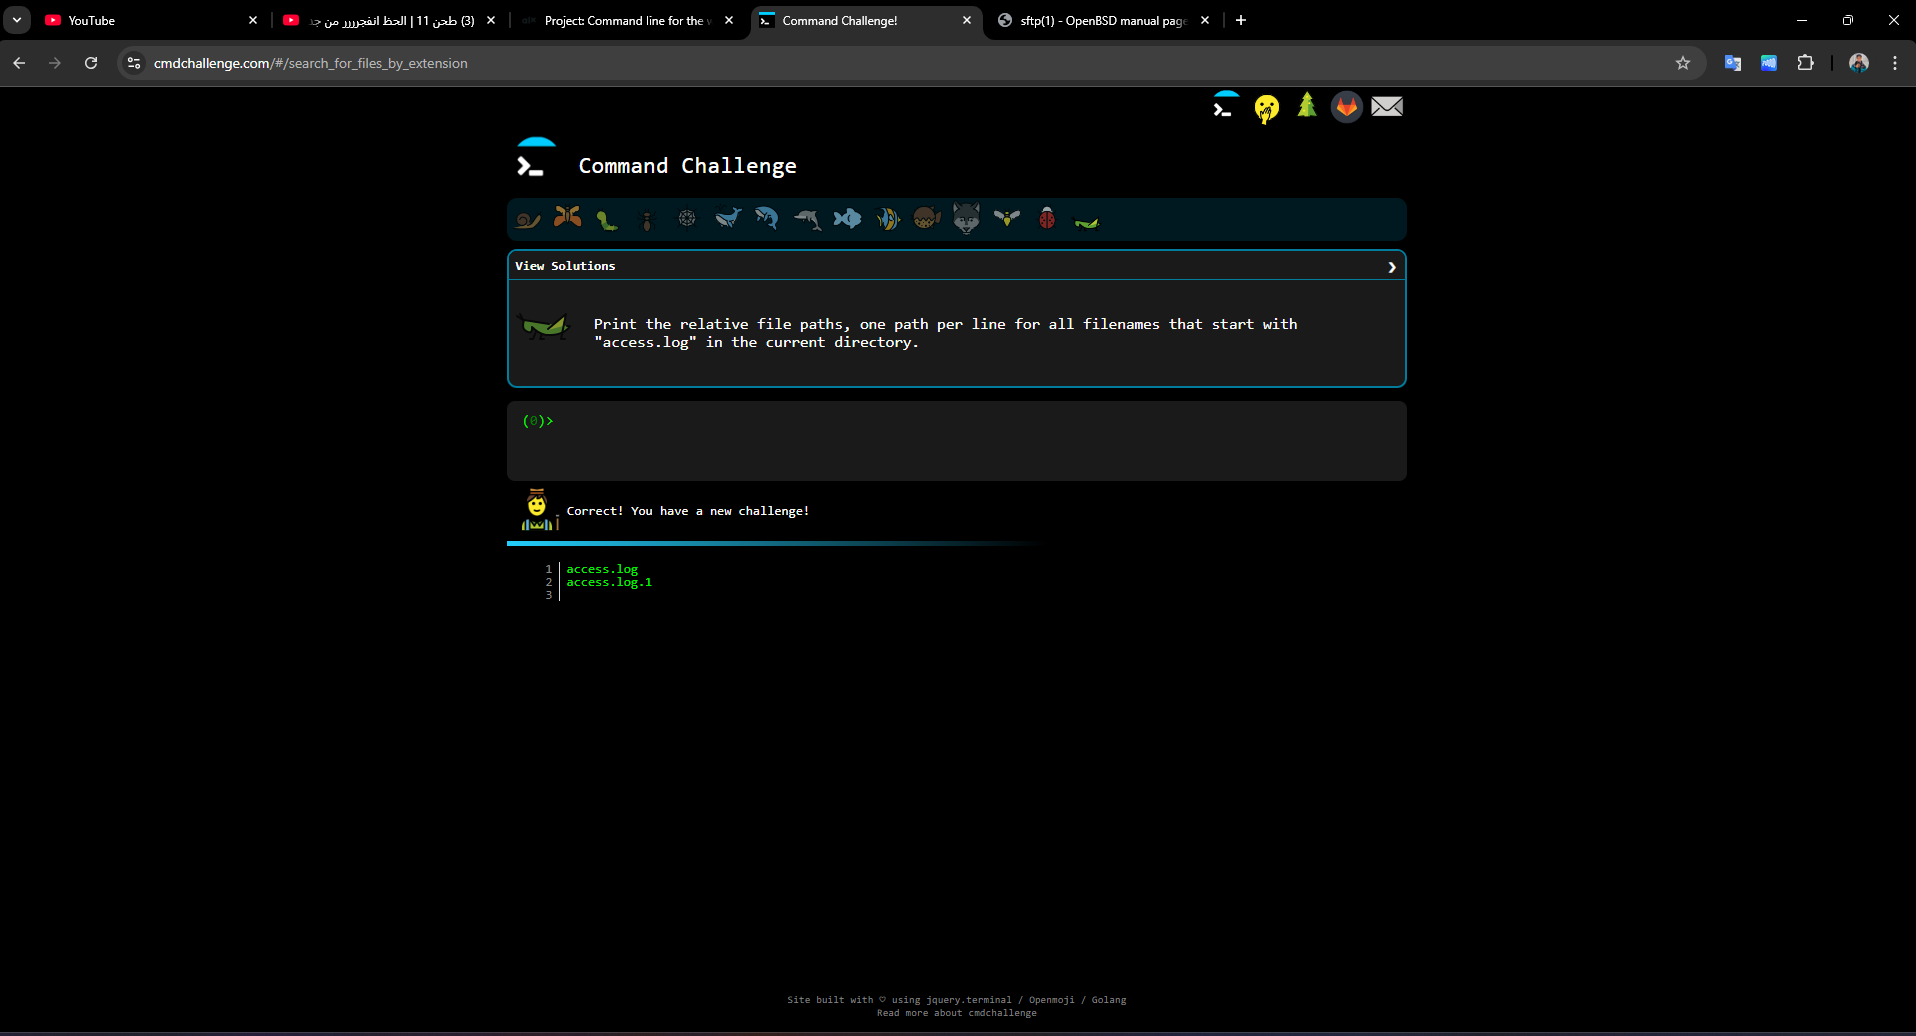 YouTube
(3) طحن 11 | الحظ انفجرررر من جد
Project: Command line for the w
Command Challenge!
sftp(1) - OpenBSD manual page
cmdchallenge.com/#/search_for_files_by_extension
Command Challenge
View Solutions
Print the relative file paths, one path per line for all filenames that start with
"access.log" in the current directory.
(0)>
Correct! You have a new challenge!
1 access.log
2 access.log.1
3
Site built with ♡ using jquery.terminal / Openmoji / Golang
Read more about cmdchallenge